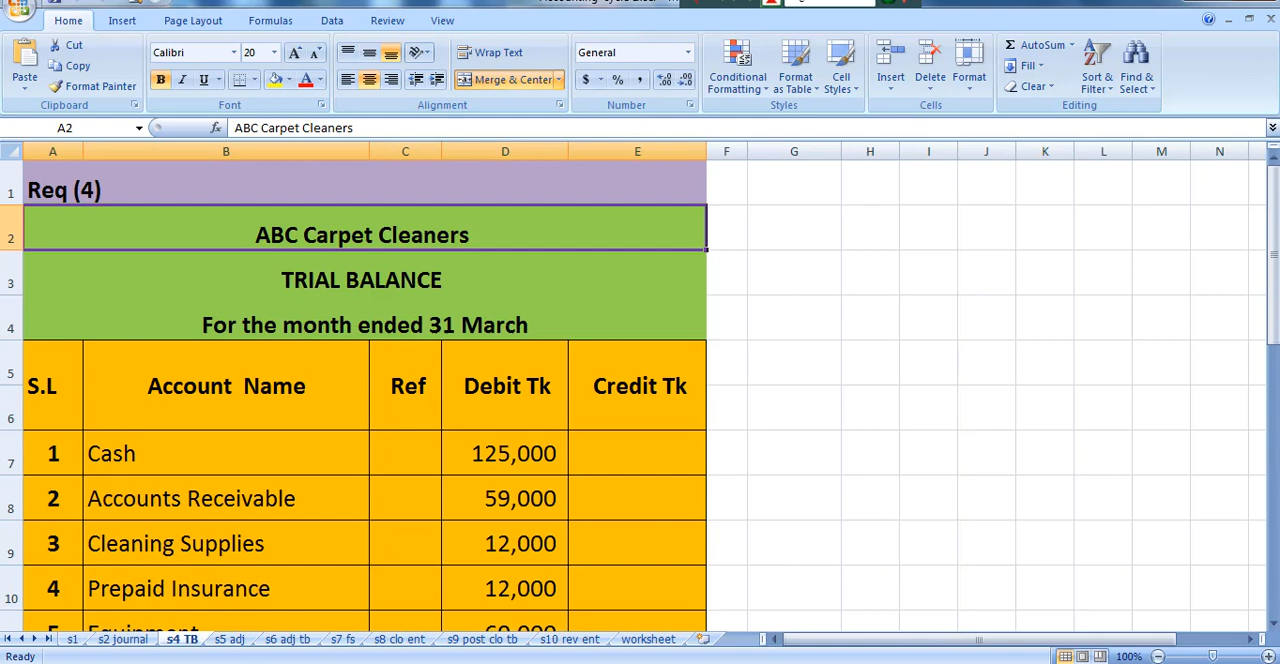 Home Insert Page Layout Formulas Data Review View
Cut Calibri 20 Wrap Text General AutoSum
Copy Fill
Paste Format Painter Merge & Center $ % , Conditional Formatting Format as Table Cell Styles Insert Delete Format Clear Sort & Filter Find & Select
Clipboard Font Alignment Number Styles Cells Editing
A2 fx ABC Carpet Cleaners
A B C D E F G H I J K L M N
1 Req (4)
2 ABC Carpet Cleaners
3 TRIAL BALANCE
4 For the month ended 31 March
5
S.L Account Name Ref Debit Tk Credit Tk
6
7 1 Cash 125,000
8 2 Accounts Receivable 59,000
9 3 Cleaning Supplies 12,000
10 4 Prepaid Insurance 12,000
s1 s2 journal s4 TB s5 adj s6 adj tb s7 fs s8 clo ent s9 post clo tb s10 rev ent worksheet
Ready 100%